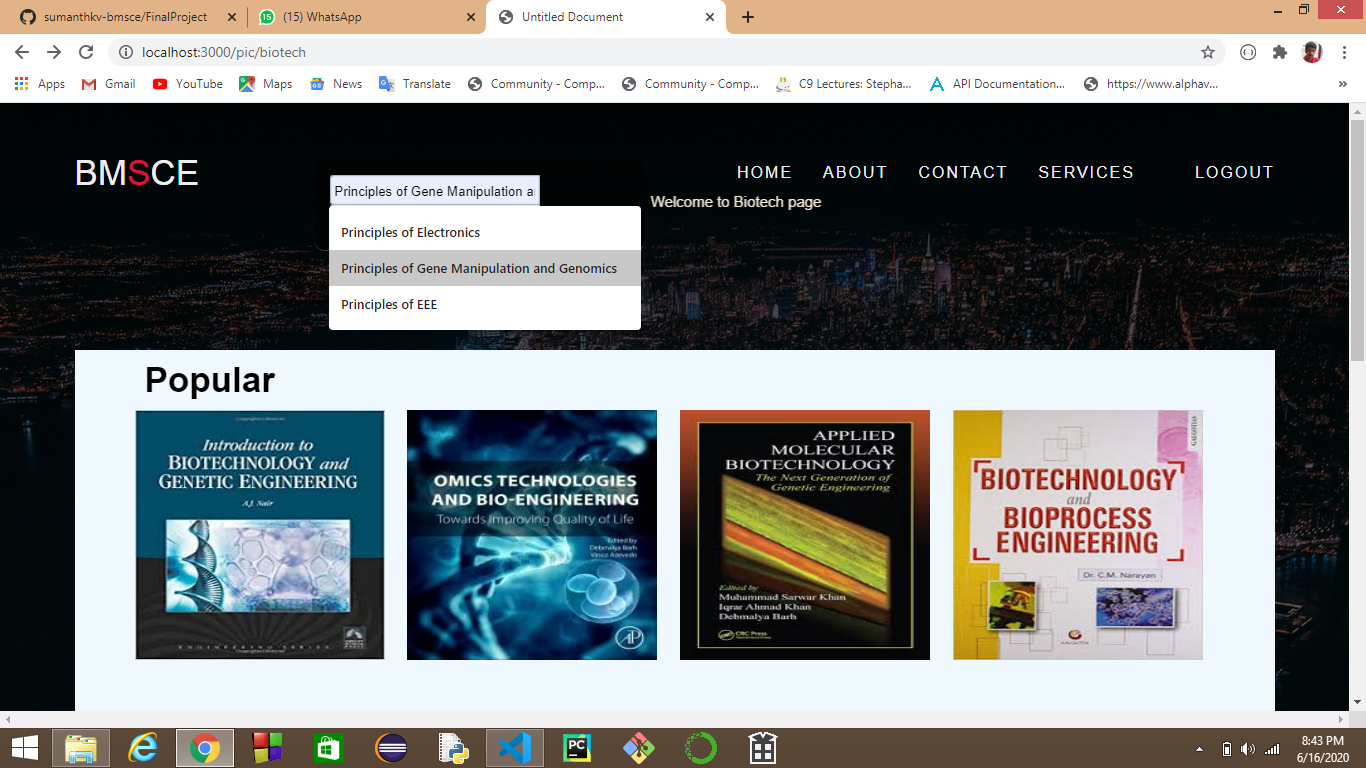 sumanthkv-bmsce/FinalProject
(15) WhatsApp
Untitled Document
localhost:3000/pic/biotech
Apps
Gmail
YouTube
Maps
News
Translate
Community - Comp...
Community - Comp...
C9 Lectures: Stepha...
API Documentation...
https://www.alphav...
»
BMSCE
HOME
ABOUT
CONTACT
SERVICES
LOGOUT
Principles of Gene Manipulation a
Welcome to Biotech page
Principles of Electronics
Principles of Gene Manipulation and Genomics
Principles of EEE
Popular
Introduction to
BIOTECHNOLOGY and
GENETIC ENGINEERING
A.J. Nair
ENGINEERING SERIES
OMICS TECHNOLOGIES
AND BIO-ENGINEERING
Towards Improving Quality of Life
Edited by
Debmalya Barh
Vasco Azevedo
AP
APPLIED
MOLECULAR
BIOTECHNOLOGY
The Next Generation of
Genetic Engineering
Edited by
Muhammad Sarwar Khan
Iqrar Ahmad Khan
Debmalya Barh
CRC Press
GALGOTIAS
BIOTECHNOLOGY
and
BIOPROCESS
ENGINEERING
Dr. C.M. Narayan
PC
8:43 PM
6/16/2020